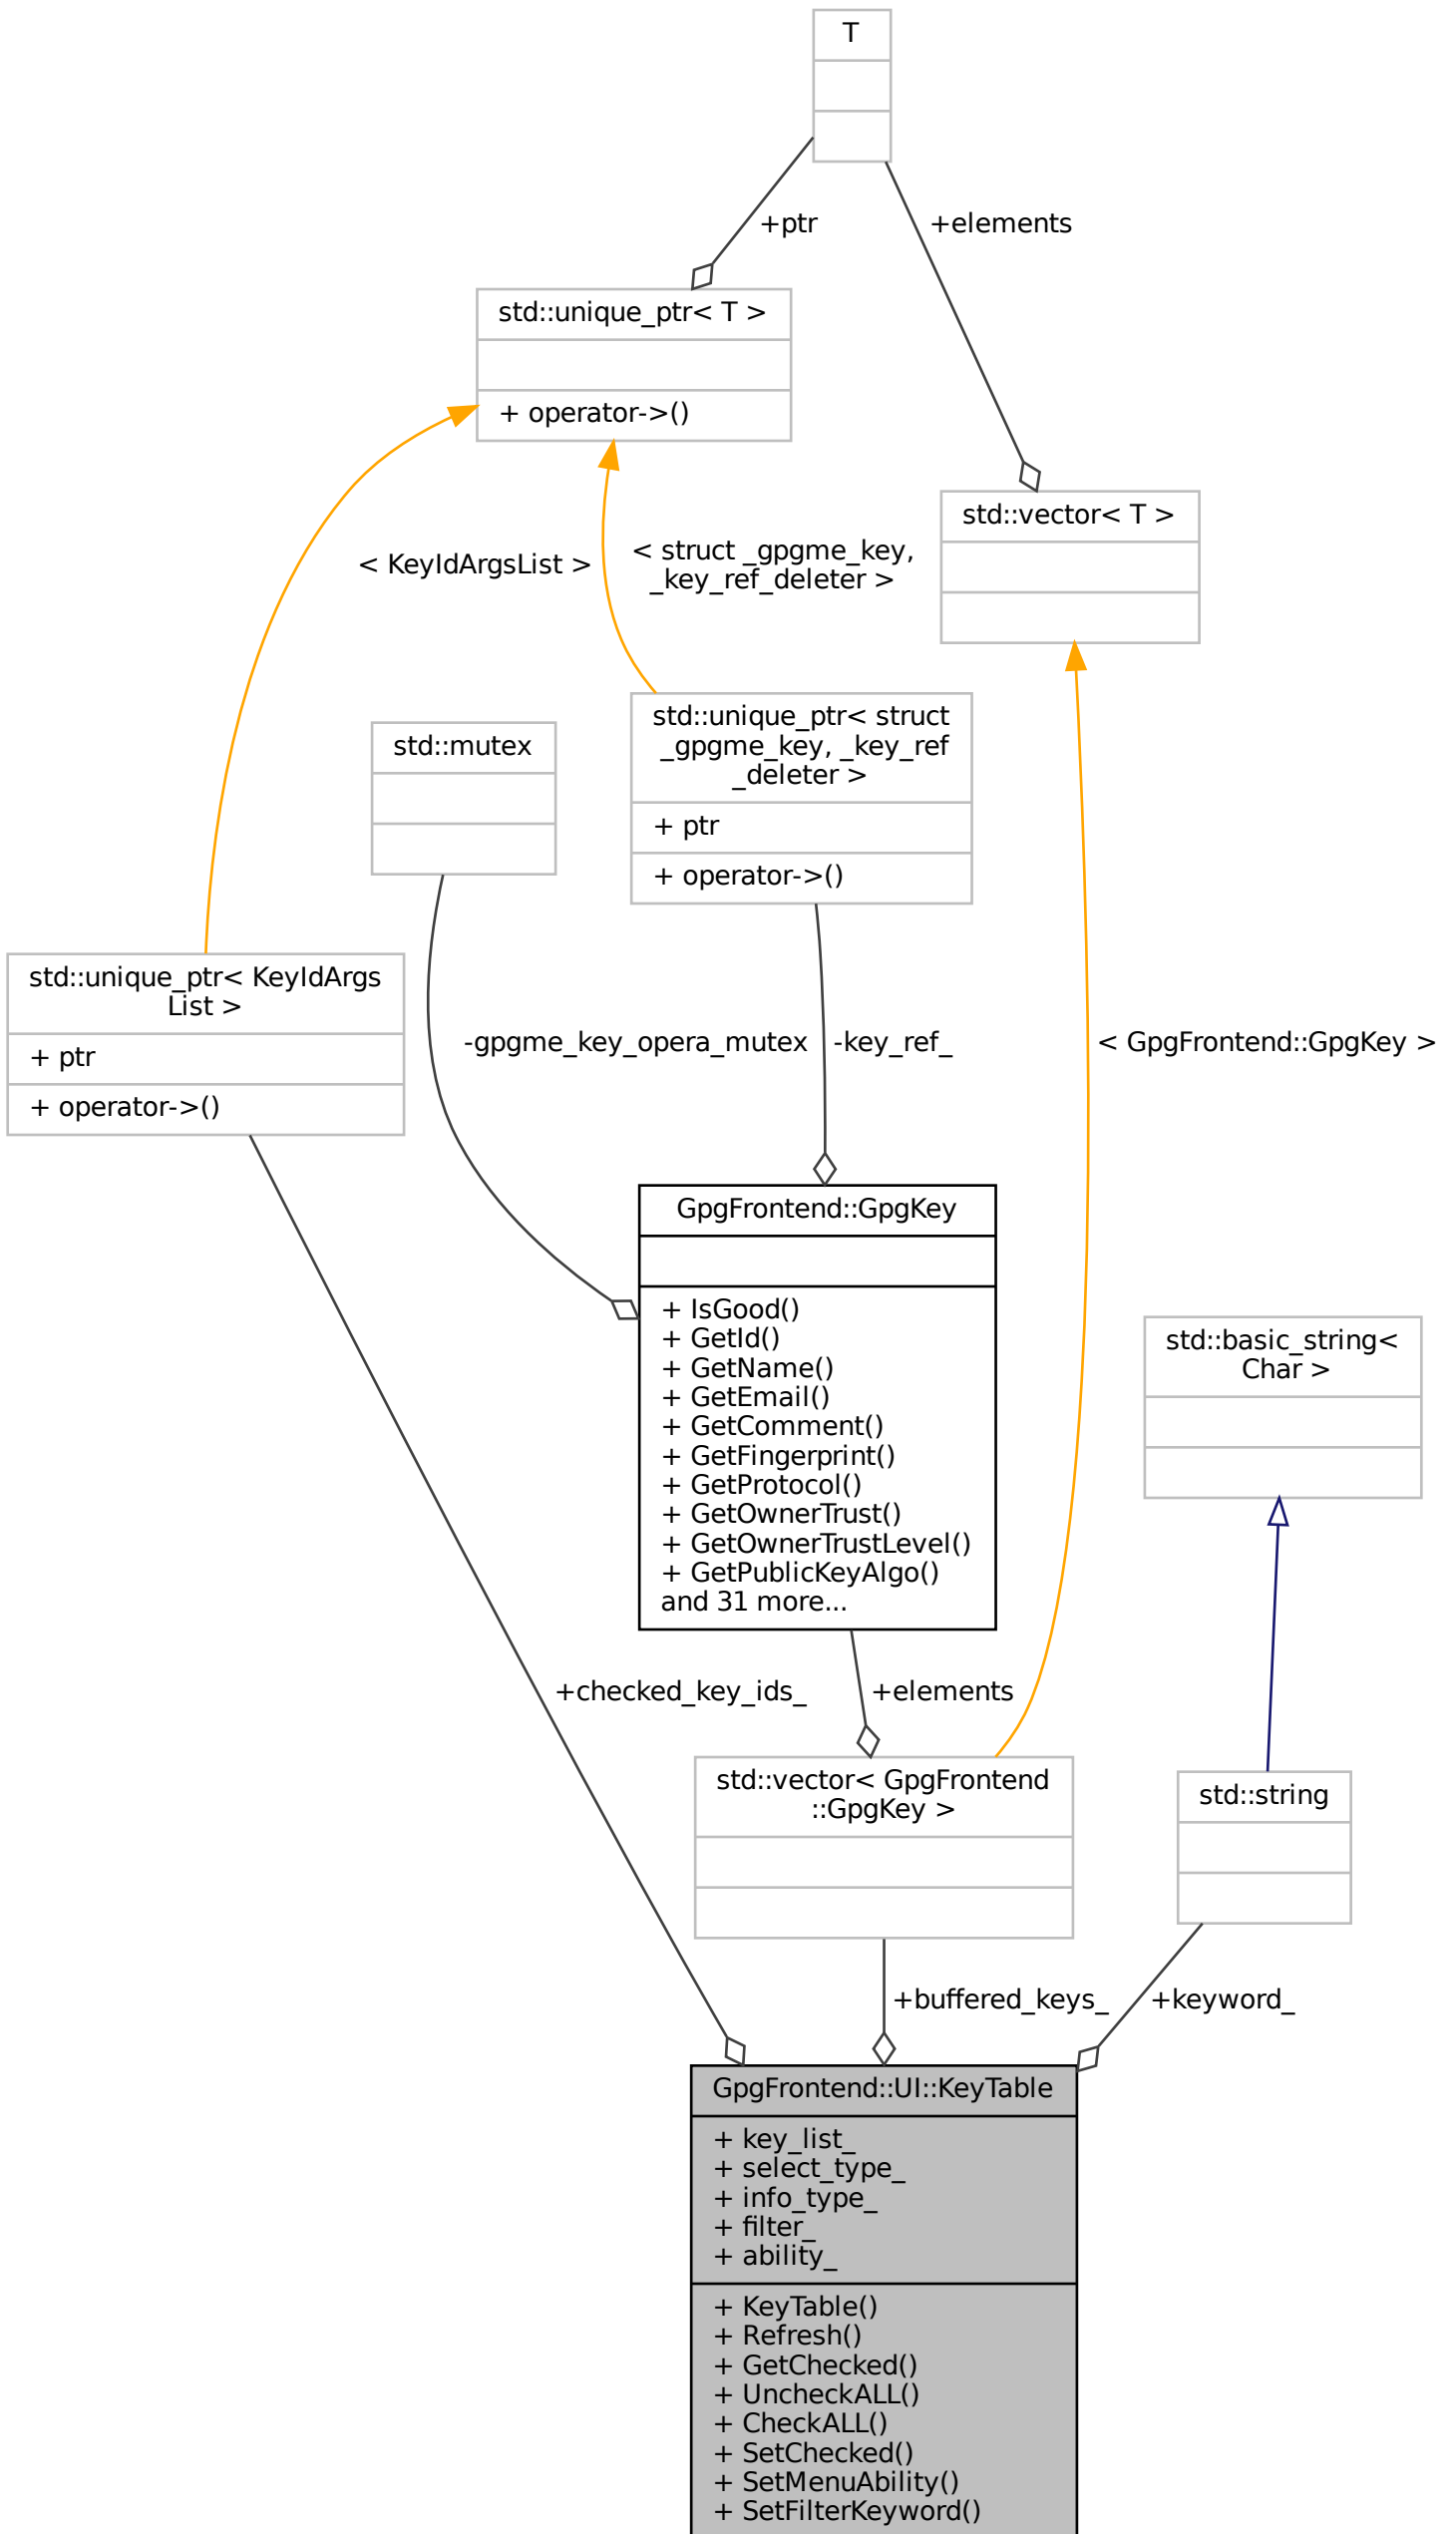 T
+ptr
+elements
std::unique_ptr< T >
+ operator->()
std::vector< T >
< KeyIdArgsList >
< struct _gpgme_key,
_key_ref_deleter >
std::mutex
std::unique_ptr< struct
_gpgme_key, _key_ref
_deleter >
+ ptr
+ operator->()
std::unique_ptr< KeyIdArgs
List >
+ ptr
+ operator->()
-gpgme_key_opera_mutex
-key_ref_
< GpgFrontend::GpgKey >
GpgFrontend::GpgKey
+ IsGood()
+ GetId()
+ GetName()
+ GetEmail()
+ GetComment()
+ GetFingerprint()
+ GetProtocol()
+ GetOwnerTrust()
+ GetOwnerTrustLevel()
+ GetPublicKeyAlgo()
and 31 more...
std::basic_string<
Char >
+checked_key_ids_
+elements
std::vector< GpgFrontend
::GpgKey >
std::string
+buffered_keys_
+keyword_
GpgFrontend::UI::KeyTable
+ key_list_
+ select_type_
+ info_type_
+ filter_
+ ability_
+ KeyTable()
+ Refresh()
+ GetChecked()
+ UncheckALL()
+ CheckALL()
+ SetChecked()
+ SetMenuAbility()
+ SetFilterKeyword()